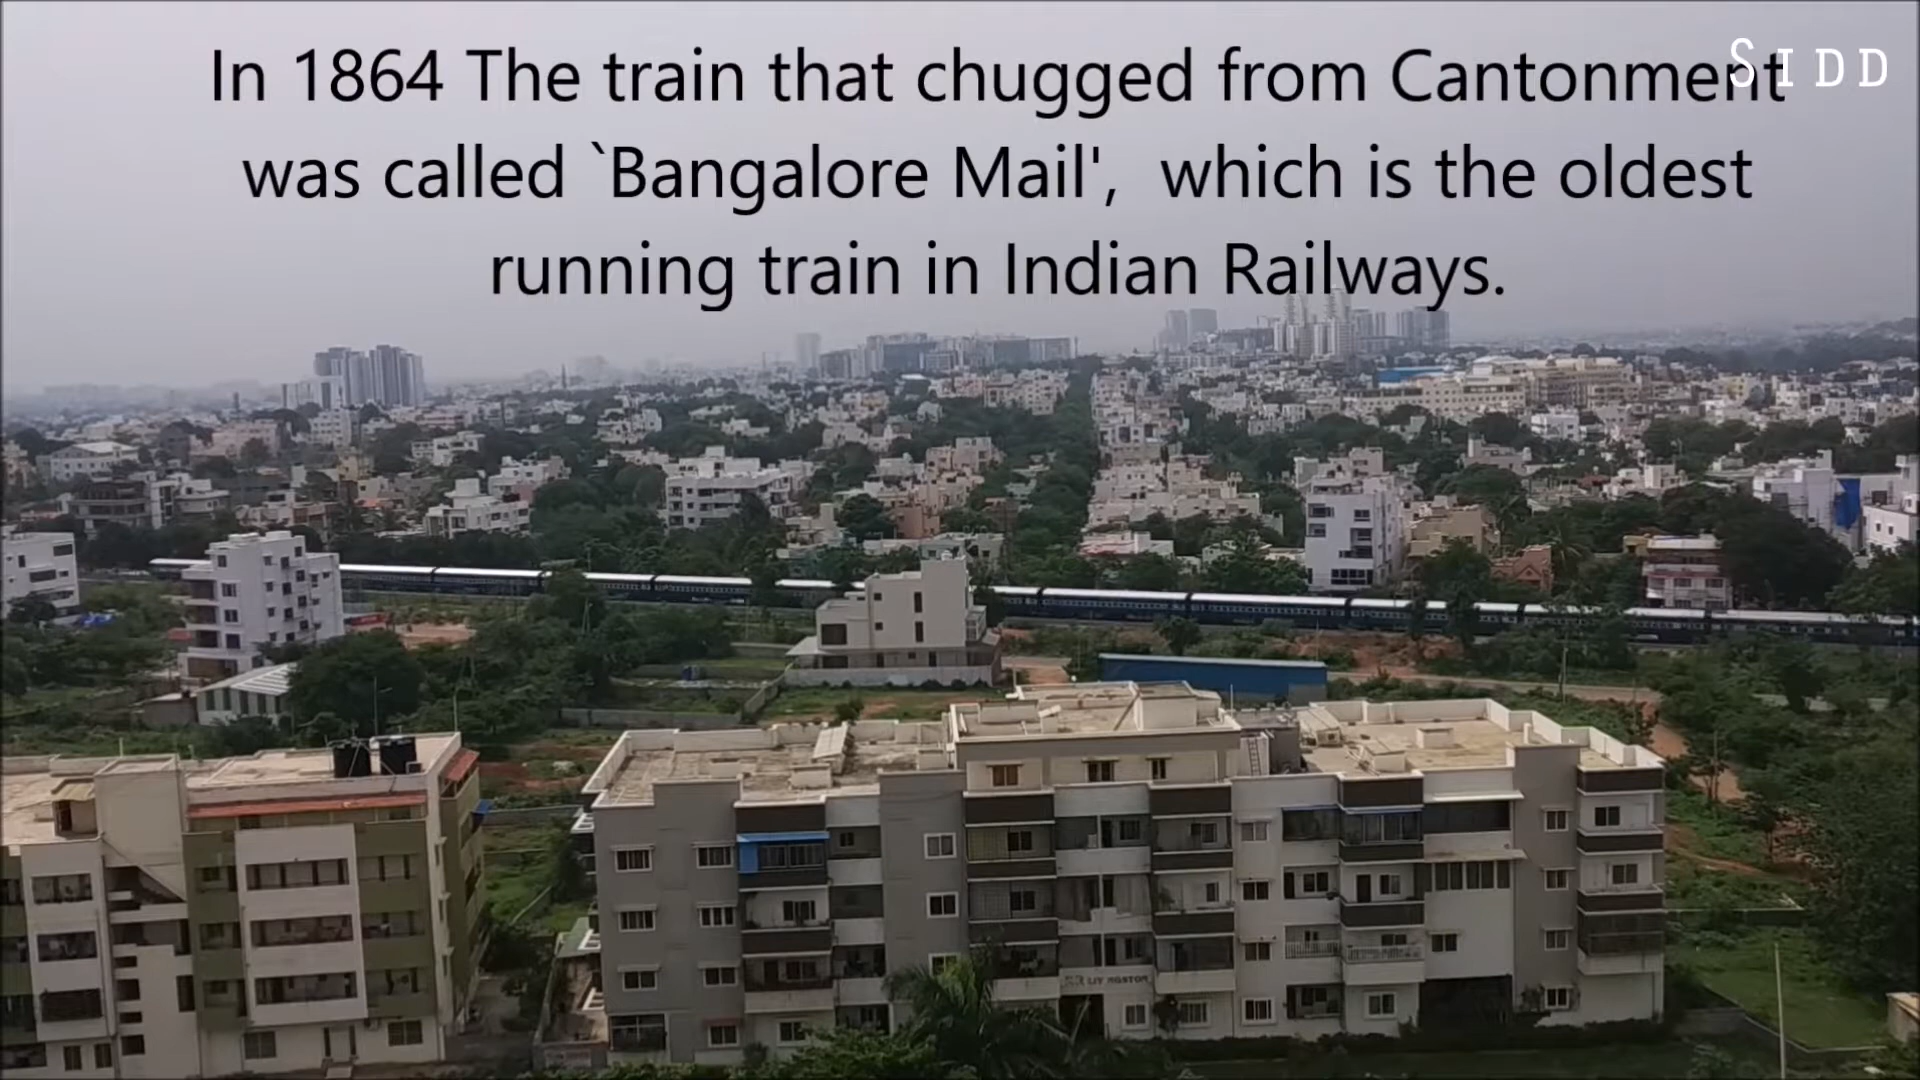 In 1864 The train that chugged from Cantonment
SIDD
was called `Bangalore Mail',  which is the oldest
running train in Indian Railways.